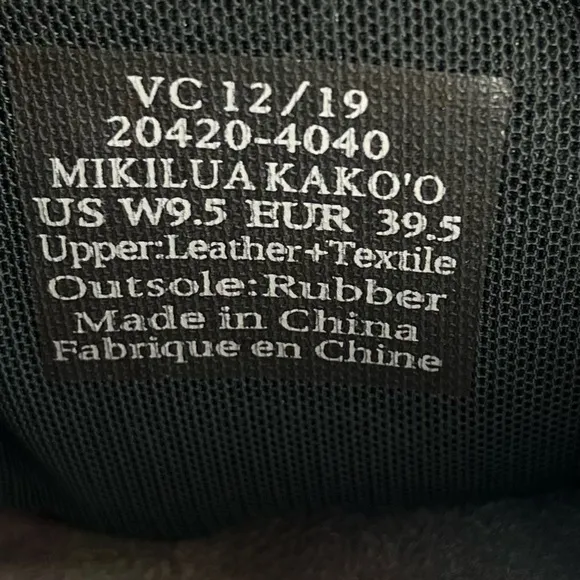 VC 12/19
20420-4040
MIKILUA KAKO'O
US W9.5 EUR 39.5
Upper:Leather+Textile
Outsole:Rubber
Made in China
Fabrique en Chine